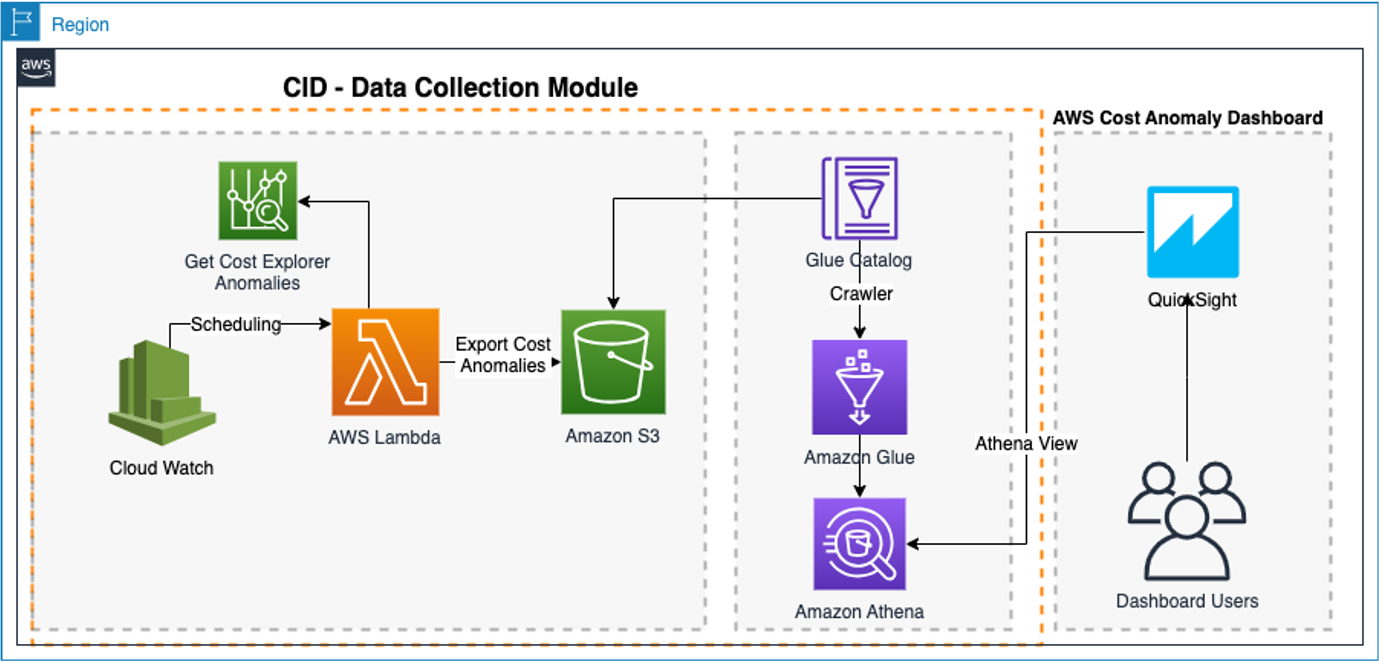 Region
aws
CID - Data Collection Module
AWS Cost Anomaly Dashboard
Get Cost Explorer
Anomalies
Glue Catalog
Crawler
QuickSight
Scheduling
Export Cost
Anomalies
AWS Lambda
Amazon S3
Cloud Watch
Amazon Glue
Athena View
Amazon Athena
Dashboard Users